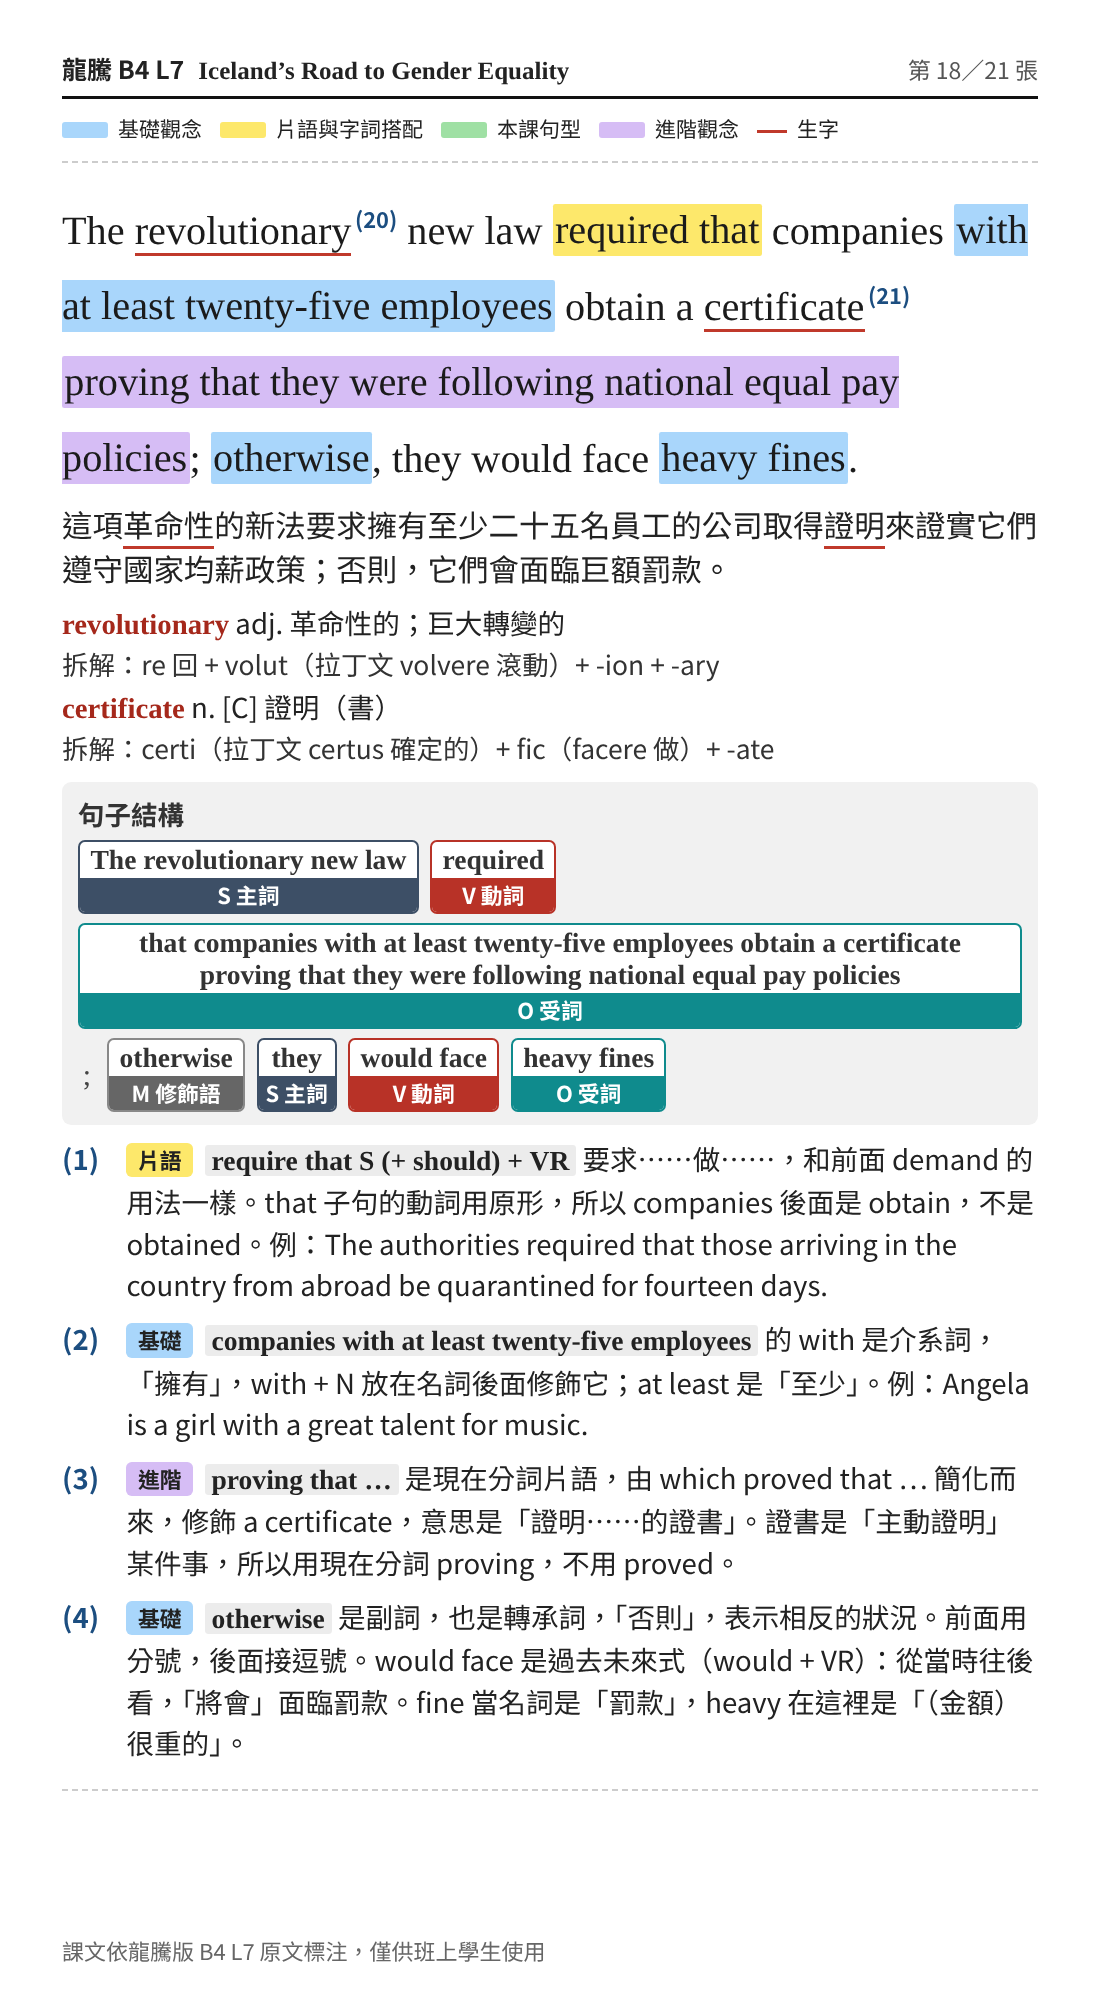 龍騰 B4 L7 Iceland’s Road to Gender Equality 第 18／21 張
基礎觀念 片語與字詞搭配 本課句型 進階觀念 生字
The revolutionary(20) new law required that companies with
at least twenty-five employees obtain a certificate(21)
proving that they were following national equal pay
policies; otherwise, they would face heavy fines.
這項革命性的新法要求擁有至少二十五名員工的公司取得證明來證實它們
遵守國家均薪政策；否則，它們會面臨巨額罰款。
revolutionary adj. 革命性的；巨大轉變的
拆解：re 回 + volut（拉丁文 volvere 滾動）+ -ion + -ary
certificate n. [C] 證明（書）
拆解：certi（拉丁文 certus 確定的）+ fic（facere 做）+ -ate
句子結構
The revolutionary new law required
S 主詞 V 動詞
that companies with at least twenty-five employees obtain a certificate
proving that they were following national equal pay policies
O 受詞
; otherwise they would face heavy fines
M 修飾語 S 主詞 V 動詞 O 受詞
(1) 片語 require that S (+ should) + VR 要求⋯⋯做⋯⋯，和前面 demand 的
用法一樣。that 子句的動詞用原形，所以 companies 後面是 obtain，不是
obtained。例：The authorities required that those arriving in the
country from abroad be quarantined for fourteen days.
(2) 基礎 companies with at least twenty-five employees 的 with 是介系詞，
「擁有」，with + N 放在名詞後面修飾它；at least 是「至少」。例：Angela
is a girl with a great talent for music.
(3) 進階 proving that … 是現在分詞片語，由 which proved that … 簡化而
來，修飾 a certificate，意思是「證明⋯⋯的證書」。證書是「主動證明」
某件事，所以用現在分詞 proving，不用 proved。
(4) 基礎 otherwise 是副詞，也是轉承詞，「否則」，表示相反的狀況。前面用
分號，後面接逗號。would face 是過去未來式（would + VR）：從當時往後
看，「將會」面臨罰款。fine 當名詞是「罰款」，heavy 在這裡是「（金額）
很重的」。
課文依龍騰版 B4 L7 原文標注，僅供班上學生使用